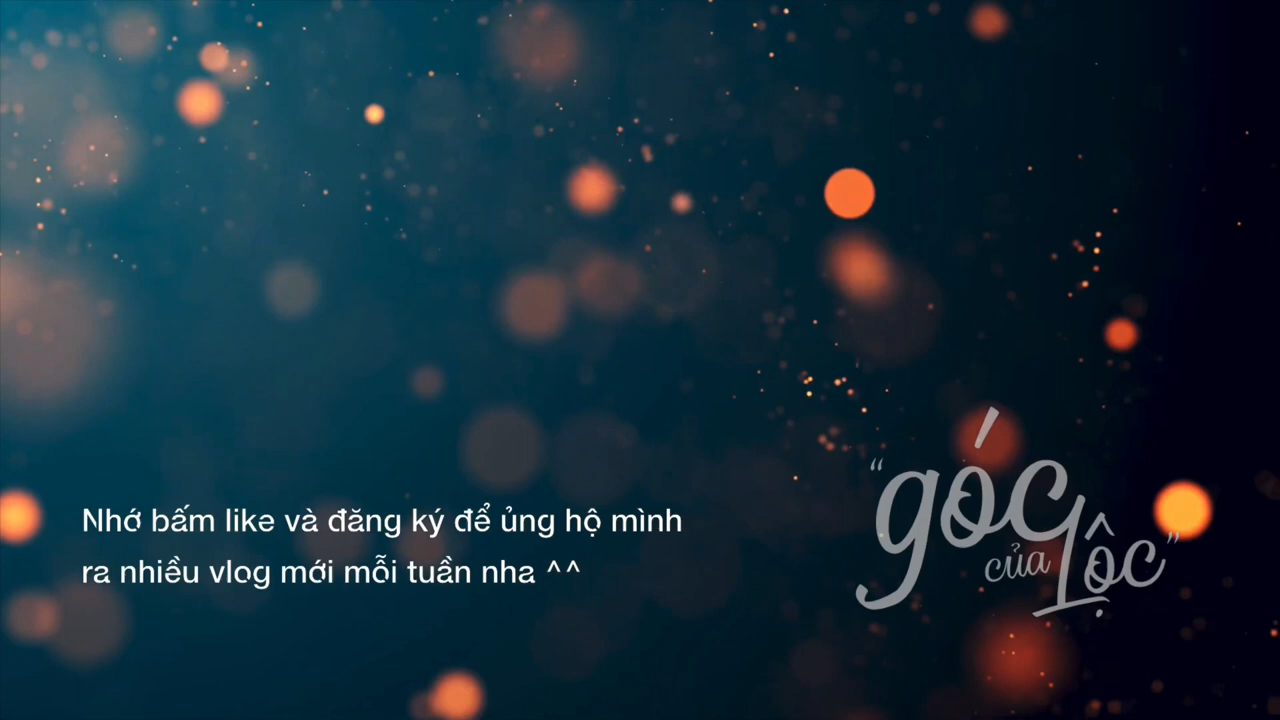 Nhớ bấm like và đăng ký để ủng hộ mình
ra nhiều vlog mới mỗi tuần nha ^^
"góc
của Lộc"